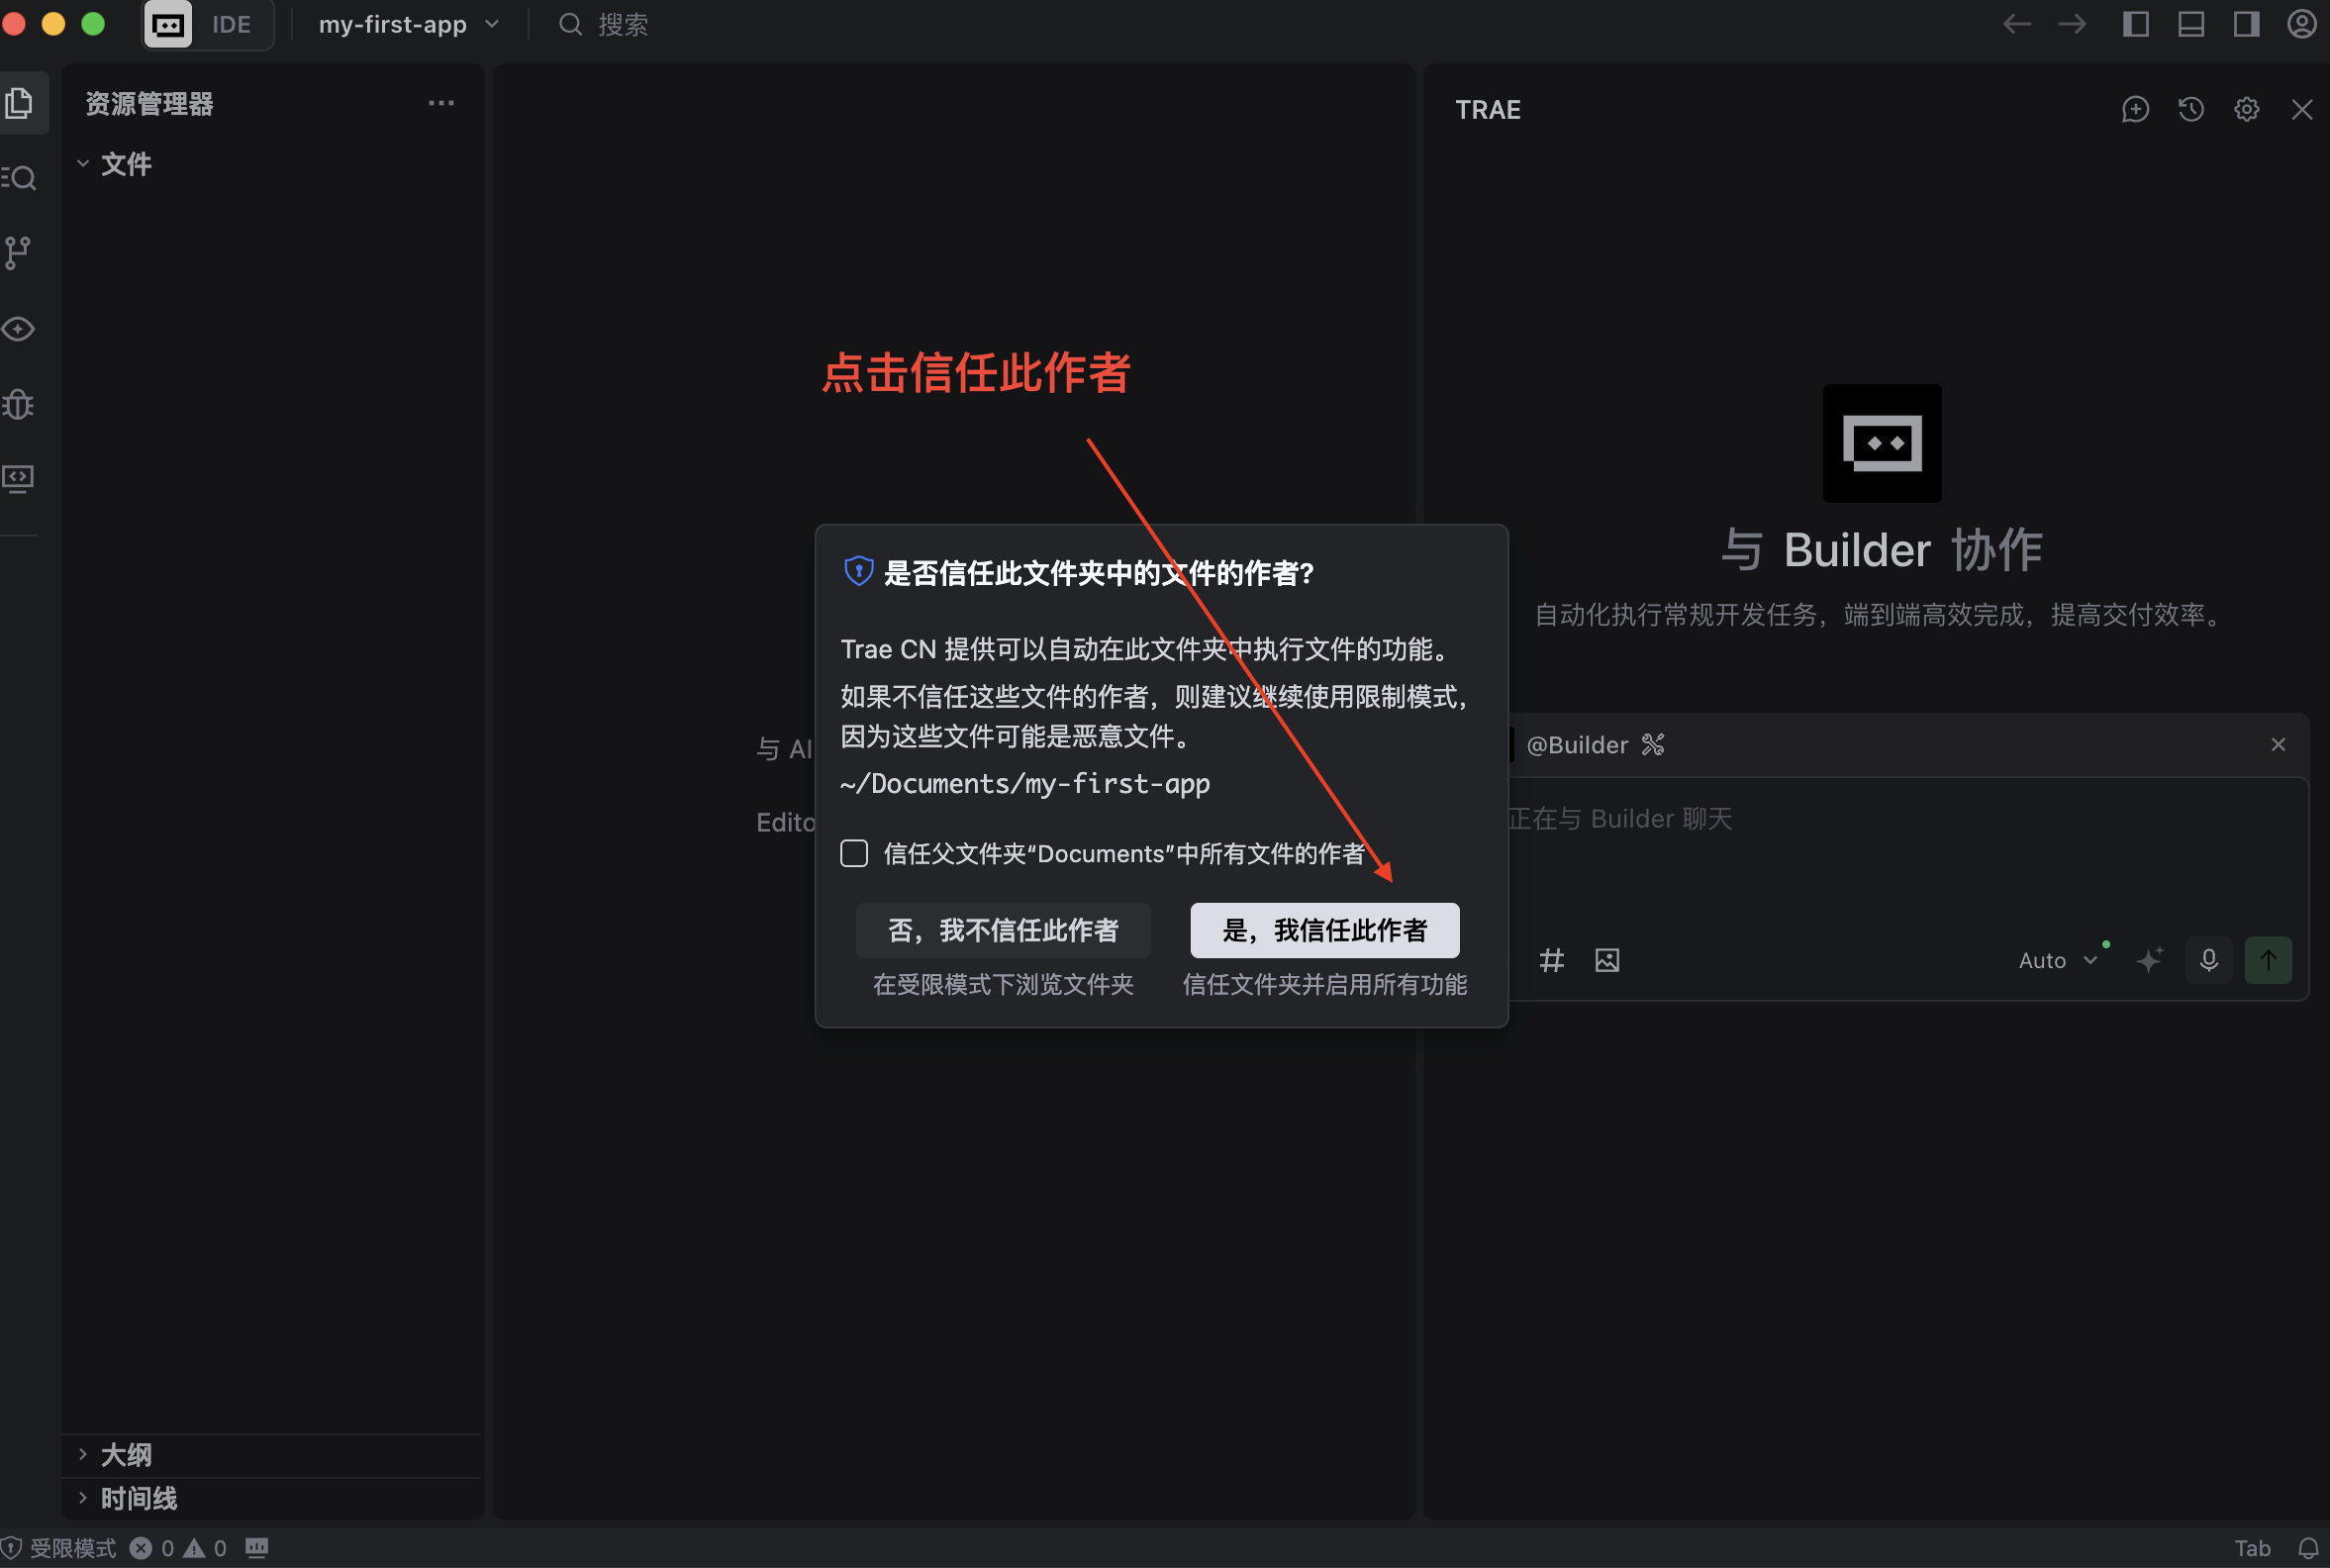 IDE
my-first-app
搜索
资源管理器
文件
TRAE
点击信任此作者
与 Builder 协作
自动化执行常规开发任务，端到端高效完成，提高交付效率。
是否信任此文件夹中的文件的作者?
Trae CN 提供可以自动在此文件夹中执行文件的功能。
如果不信任这些文件的作者，则建议继续使用限制模式，
因为这些文件可能是恶意文件。
~/Documents/my-first-app
信任父文件夹“Documents”中所有文件的作者
否，我不信任此作者
是，我信任此作者
在受限模式下浏览文件夹
信任文件夹并启用所有功能
与 AI
Edito
@Builder
正在与 Builder 聊天
Auto
大纲
时间线
受限模式 0 0
Tab